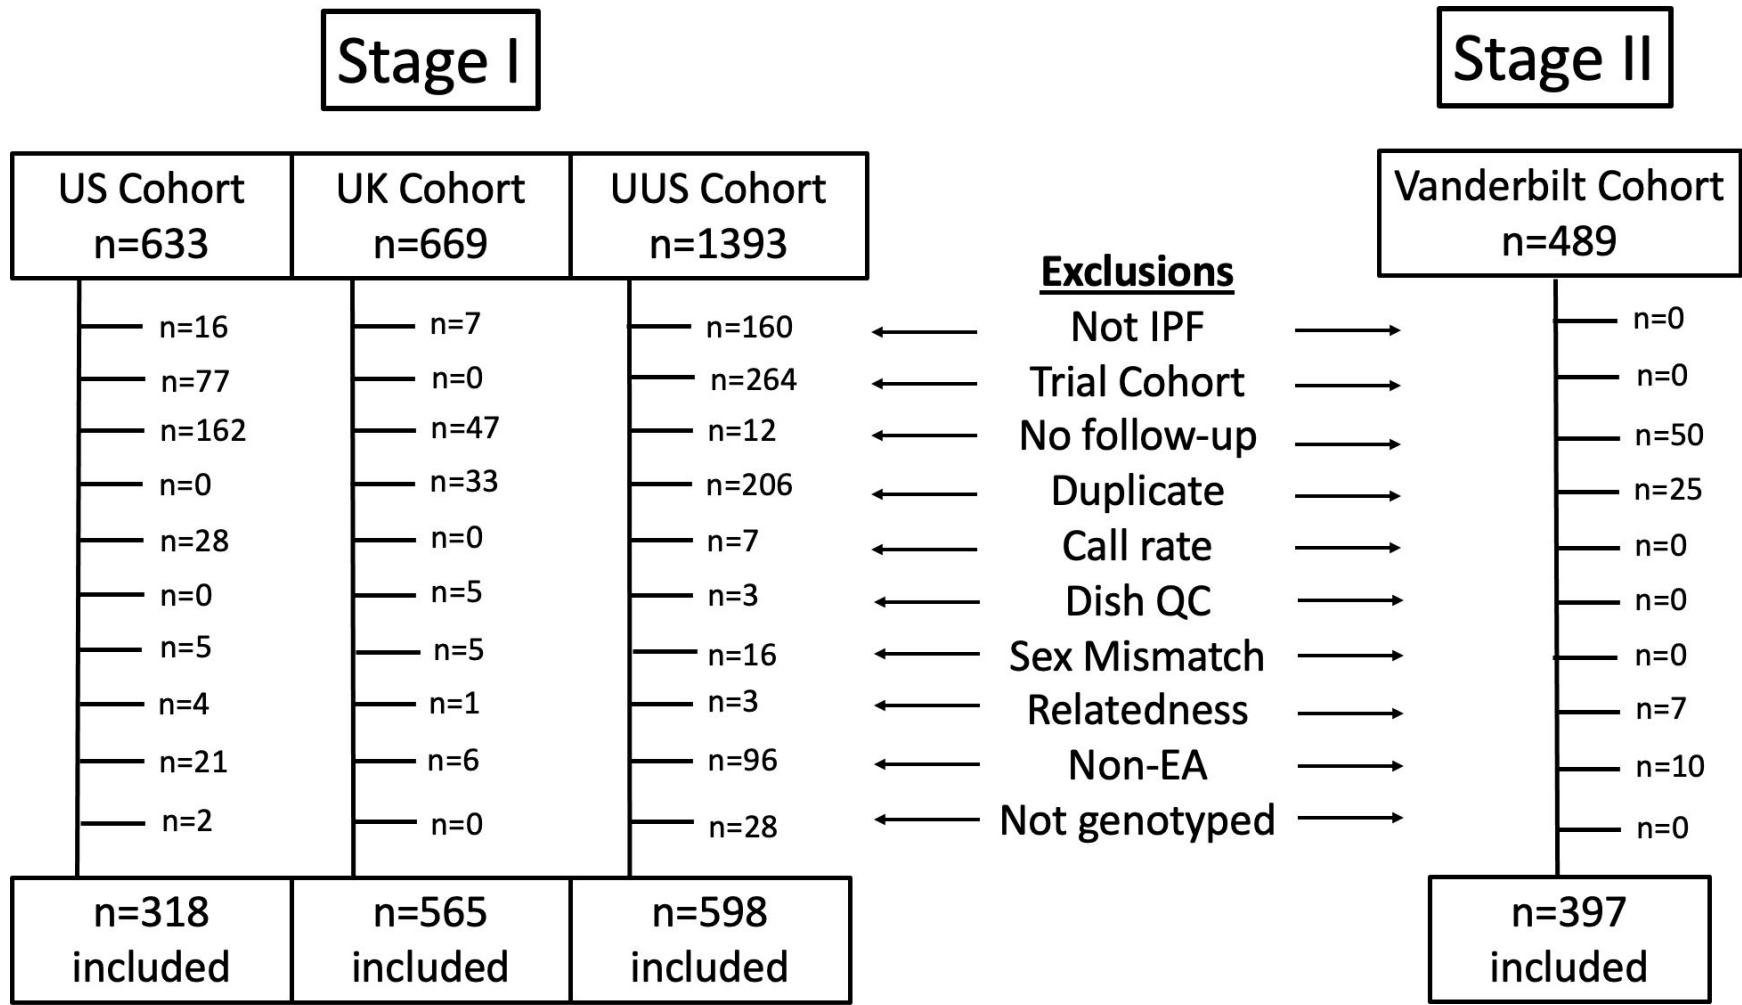 Stage I
Stage II
US Cohort
n=633
UK Cohort
n=669
UUS Cohort
n=1393
Vanderbilt Cohort
n=489
Exclusions
n=16
n=7
n=160
Not IPF
n=0
n=77
n=0
n=264
Trial Cohort
n=0
n=162
n=47
n=12
No follow-up
n=50
n=0
n=33
n=206
Duplicate
n=25
n=28
n=0
n=7
Call rate
n=0
n=0
n=5
n=3
Dish QC
n=0
n=5
n=5
n=16
Sex Mismatch
n=0
n=4
n=1
n=3
Relatedness
n=7
n=21
n=6
n=96
Non-EA
n=10
n=2
n=0
n=28
Not genotyped
n=0
n=318
included
n=565
included
n=598
included
n=397
included